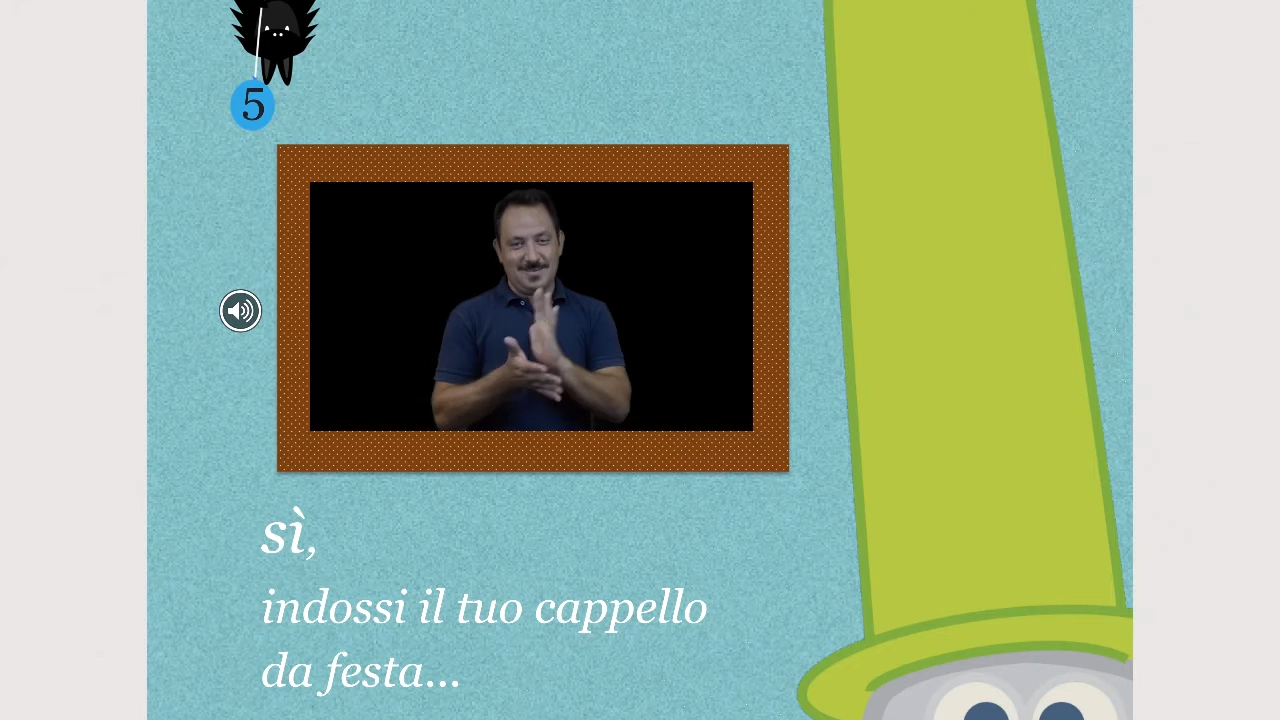 5
sì,
indossi il tuo cappello
da festa...